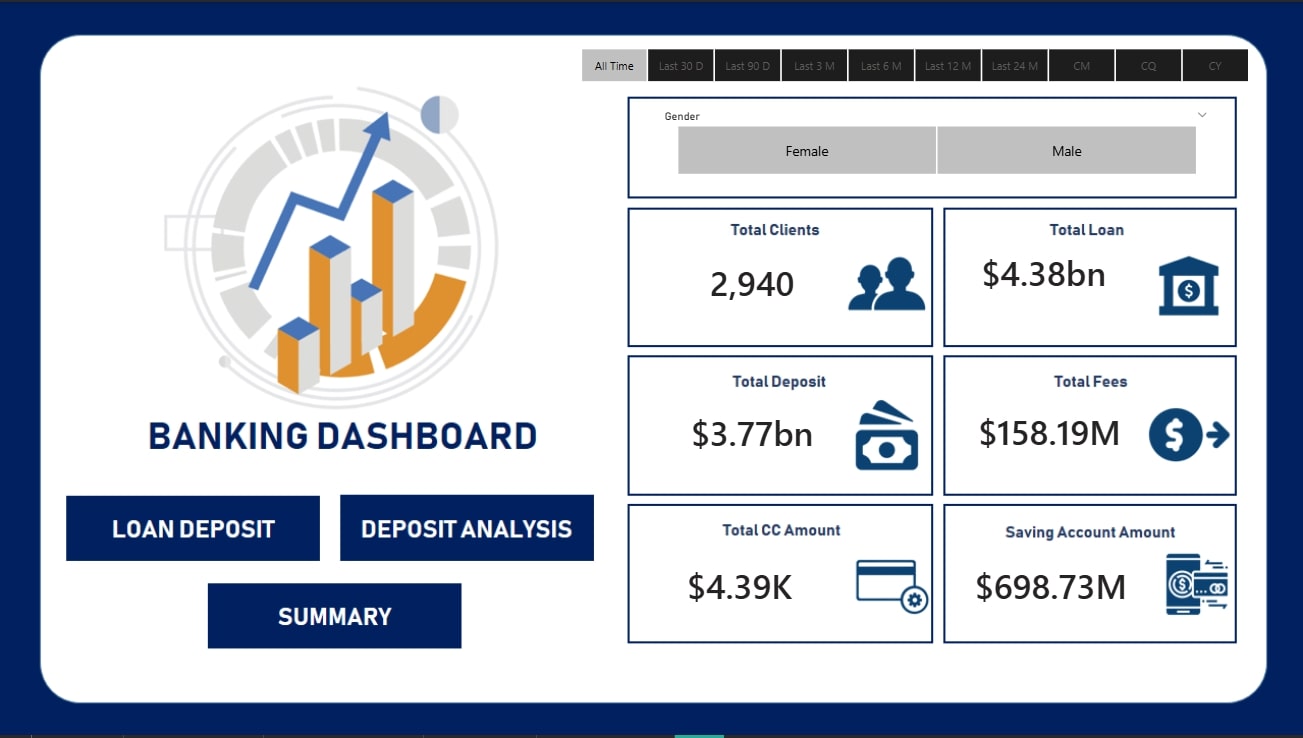 All Time Last 30 D Last 90 D Last 3 M Last 6 M Last 12 M Last 24 M CM CQ CY
Gender
Female Male
Total Clients
2,940
Total Loan
$4.38bn
Total Deposit
$3.77bn
Total Fees
$158.19M
Total CC Amount
$4.39K
Saving Account Amount
$698.73M
BANKING DASHBOARD
LOAN DEPOSIT
DEPOSIT ANALYSIS
SUMMARY